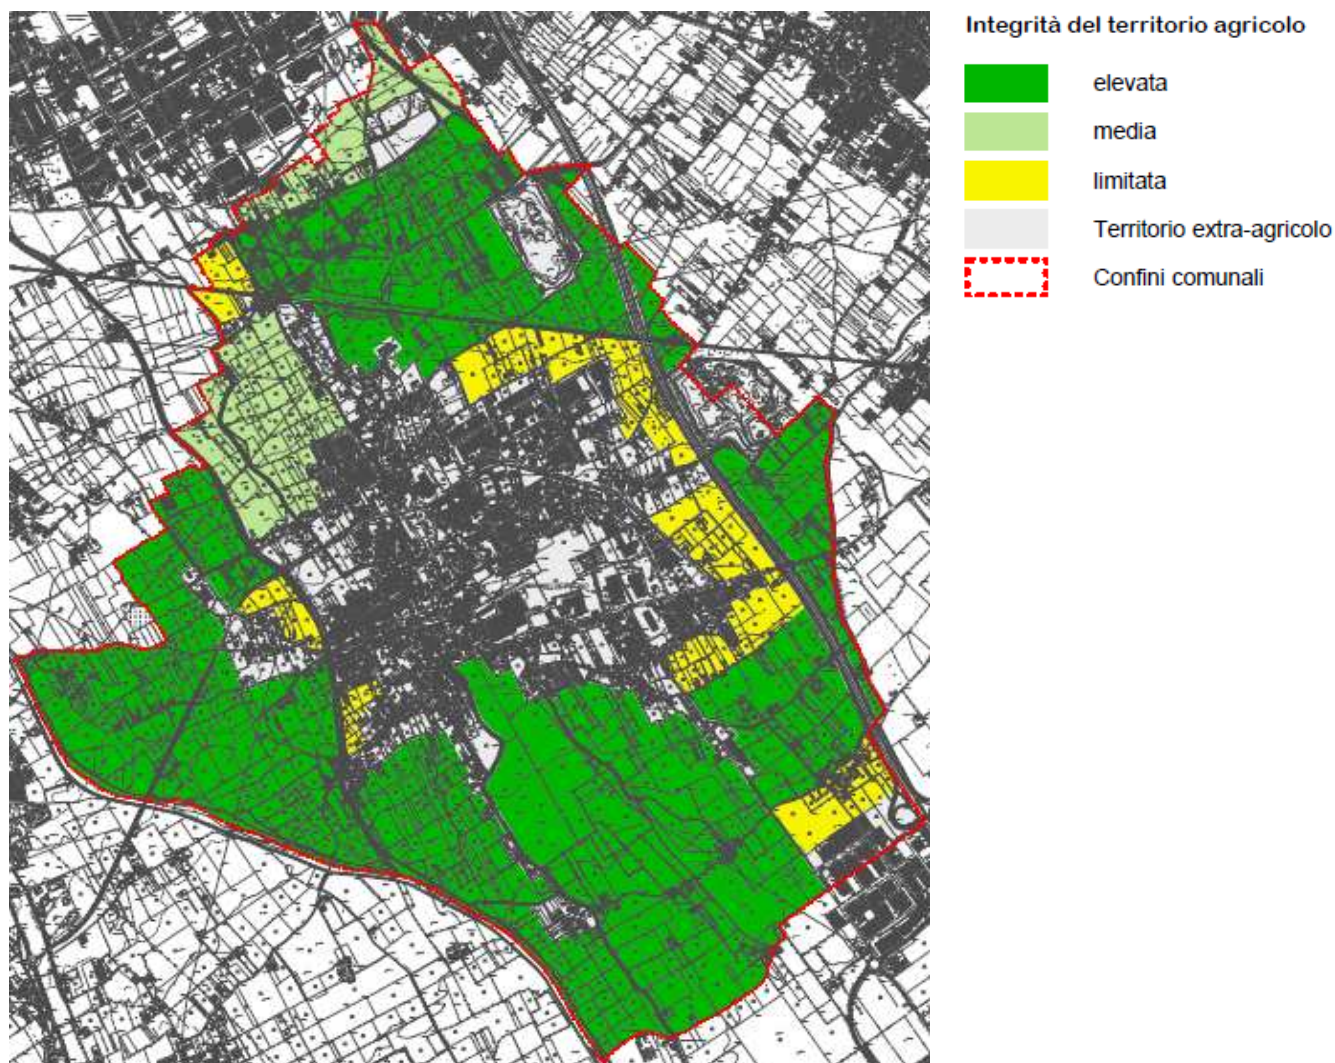 Integrità del territorio agricolo
elevata
media
limitata
Territorio extra-agricolo
Confini comunali